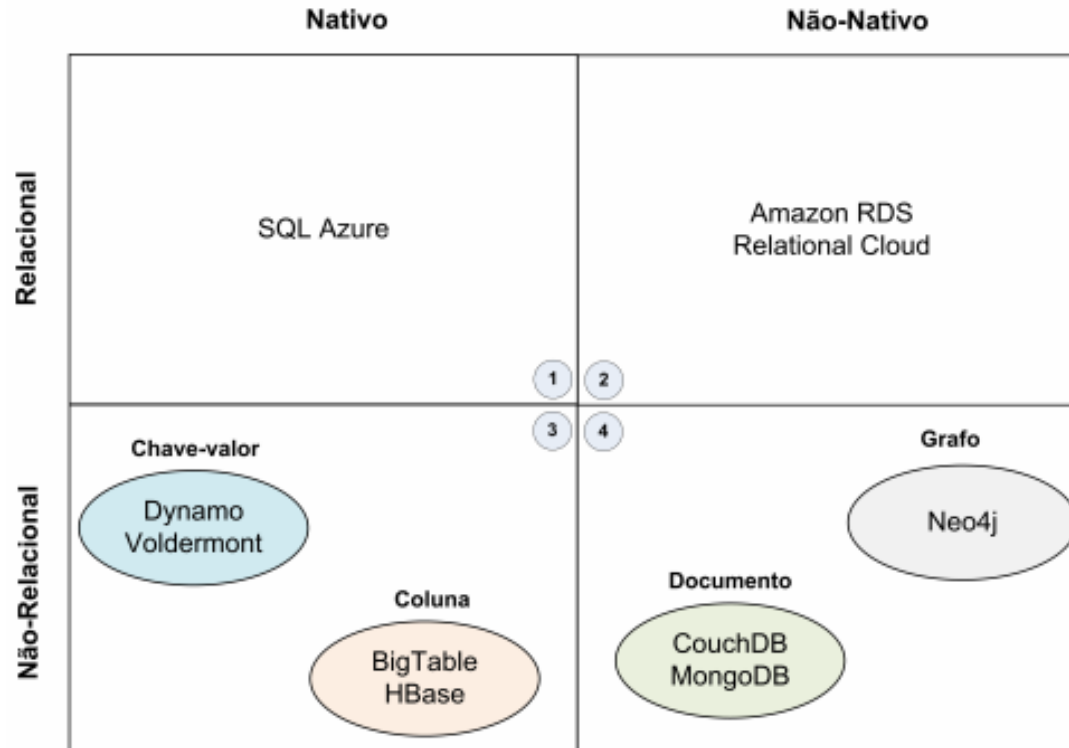 Nativo
Não-Nativo
Relacional
SQL Azure
Amazon RDS
Relational Cloud
1
2
3
4
Não-Relacional
Chave-valor
Dynamo
Voldermont
Coluna
BigTable
HBase
Grafo
Neo4j
Documento
CouchDB
MongoDB